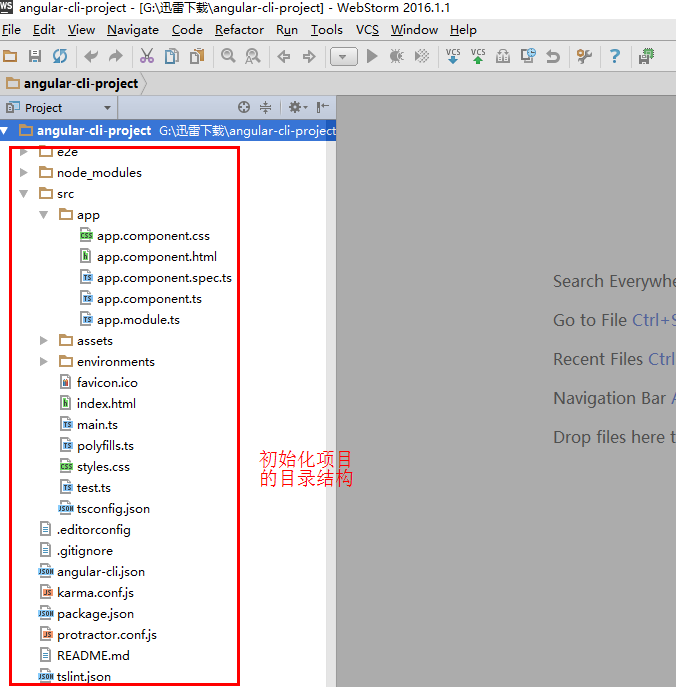 WS angular-cli-project - [G:\迅雷下载\angular-cli-project] - WebStorm 2016.1.1
File Edit View Navigate Code Refactor Run Tools VCS Window Help
VCS VCS
angular-cli-project
Project
angular-cli-project G:\迅雷下载\angular-cli-project
e2e
node_modules
src
app
app.component.css
app.component.html
app.component.spec.ts
app.component.ts
app.module.ts
assets
environments
favicon.ico
index.html
main.ts
polyfills.ts
styles.css
test.ts
tsconfig.json
.editorconfig
.gitignore
angular-cli.json
karma.conf.js
package.json
protractor.conf.js
README.md
tslint.json
初始化项目
的目录结构
Search Everywhe
Go to File Ctrl+S
Recent Files Ctrl
Navigation Bar A
Drop files here t